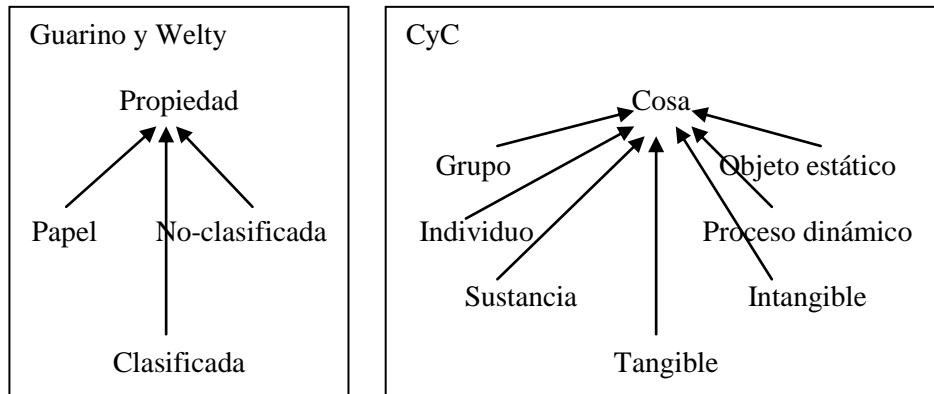 Guarino y Welty
Propiedad
Papel
No-clasificada
Clasificada
CyC
Cosa
Grupo
Objeto estático
Individuo
Proceso dinámico
Sustancia
Intangible
Tangible